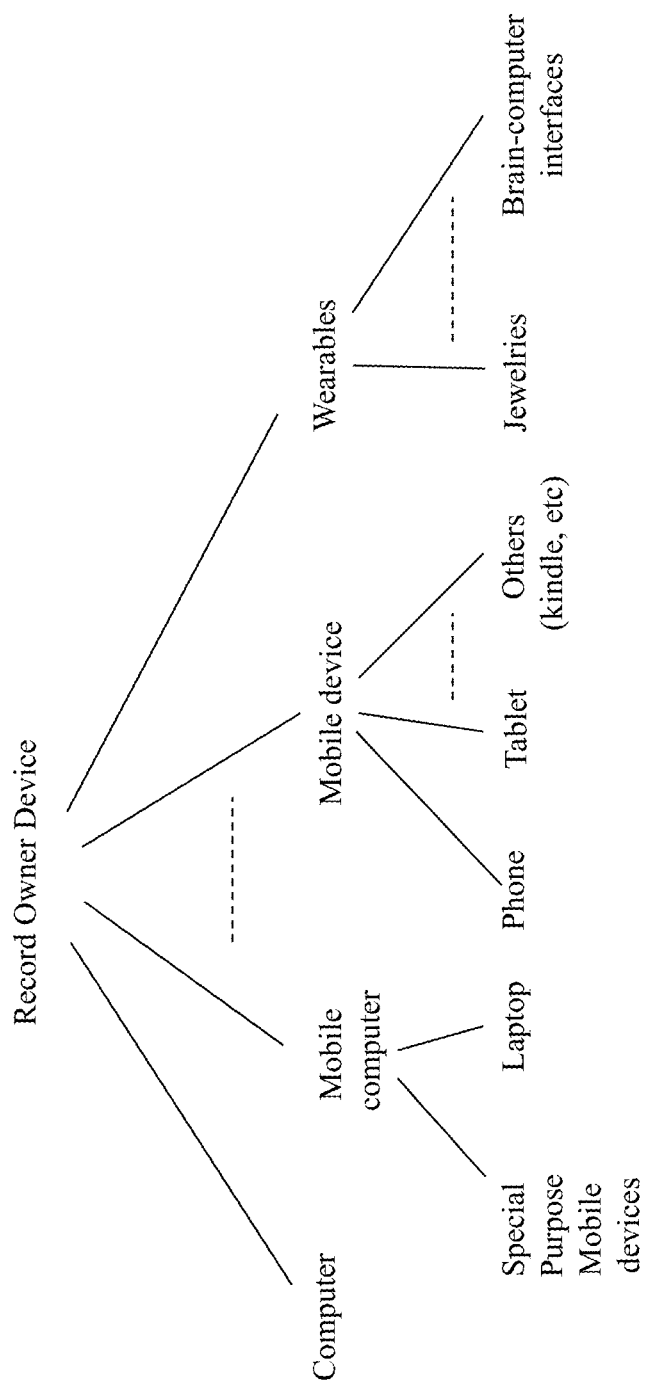 Record Owner Device
Computer
Mobile
computer
Mobile device
Wearables
Special
Purpose
Mobile
devices
Laptop
Phone
Tablet
Others
(kindle, etc)
Jewelries
Brain-computer
interfaces